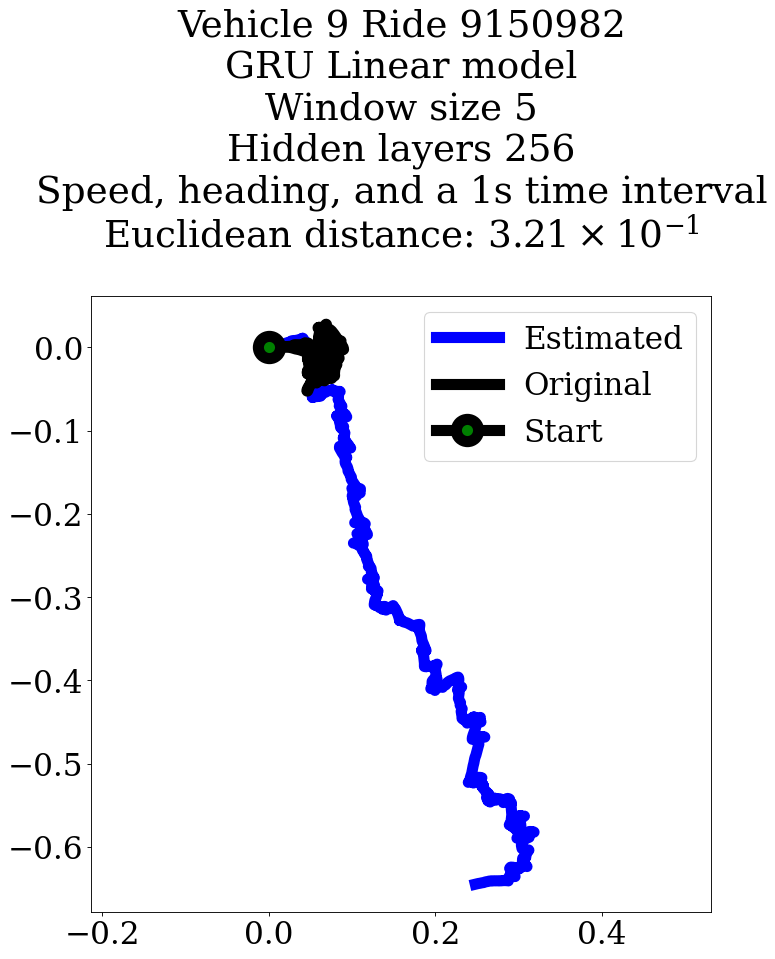 Vehicle 9 Ride 9150982
GRU Linear model
Window size 5
Hidden layers 256
Speed, heading, and a 1s time interval
Euclidean distance: 3.21 × 10⁻¹
Estimated
Original
Start
0.0
−0.1
−0.2
−0.3
−0.4
−0.5
−0.6
−0.2 0.0 0.2 0.4